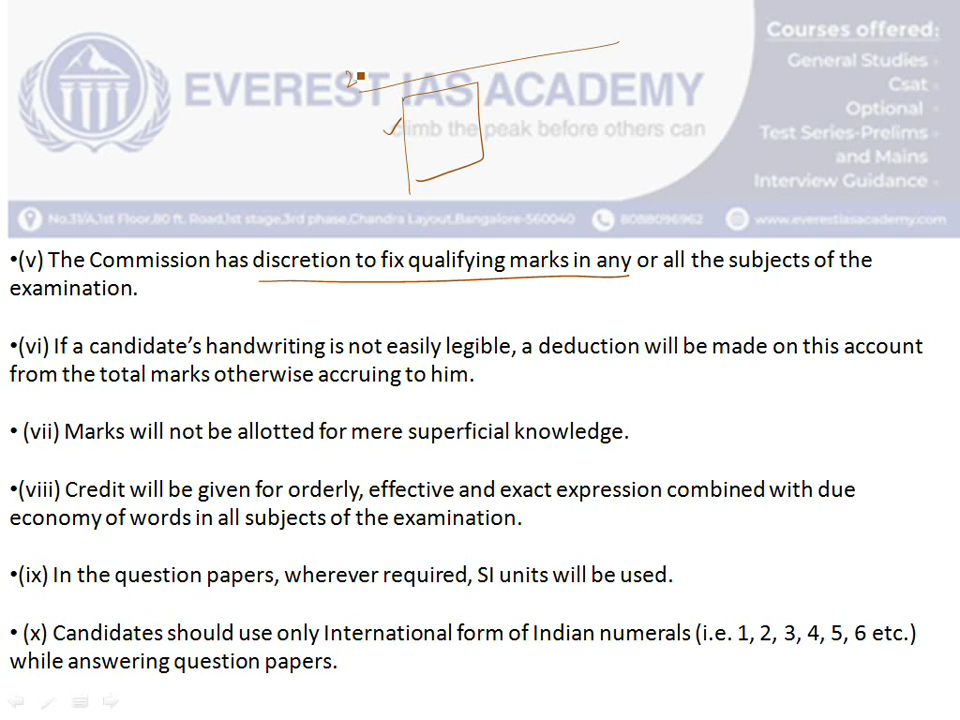 Courses offered:
General Studies
Csat
Optional
Test Series-Prelims
and Mains
Interview Guidance
EVEREST IAS ACADEMY
climb the peak before others can
2
No.31/A,1st Floor,80 ft. Road,1st stage,3rd phase,Chandra Layout,Bangalore-560040
8088096962
www.everestiasacademy.com
•(v) The Commission has discretion to fix qualifying marks in any or all the subjects of the
examination.
•(vi) If a candidate’s handwriting is not easily legible, a deduction will be made on this account
from the total marks otherwise accruing to him.
• (vii) Marks will not be allotted for mere superficial knowledge.
•(viii) Credit will be given for orderly, effective and exact expression combined with due
economy of words in all subjects of the examination.
•(ix) In the question papers, wherever required, SI units will be used.
• (x) Candidates should use only International form of Indian numerals (i.e. 1, 2, 3, 4, 5, 6 etc.)
while answering question papers.